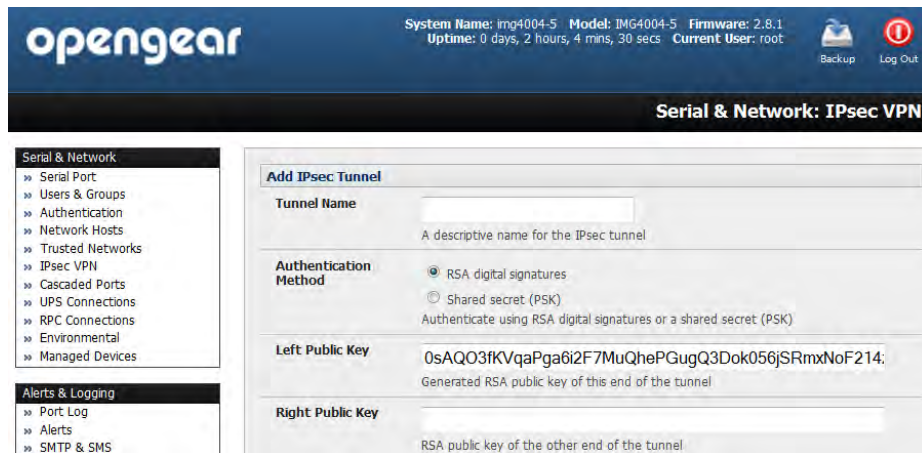 opengear
System Name: img4004-5 Model: IMG4004-5 Firmware: 2.8.1
Uptime: 0 days, 2 hours, 4 mins, 30 secs Current User: root
Backup
Log Out
Serial & Network: IPsec VPN
Serial & Network
» Serial Port
» Users & Groups
» Authentication
» Network Hosts
» Trusted Networks
» IPsec VPN
» Cascaded Ports
» UPS Connections
» RPC Connections
» Environmental
» Managed Devices
Alerts & Logging
» Port Log
» Alerts
» SMTP & SMS
Add IPsec Tunnel
Tunnel Name
A descriptive name for the IPsec tunnel
Authentication
Method
RSA digital signatures
Shared secret (PSK)
Authenticate using RSA digital signatures or a shared secret (PSK)
Left Public Key
0sAQO3fKVqaPga6i2F7MuQhePGugQ3Dok056jSRmxNoF214
Generated RSA public key of this end of the tunnel
Right Public Key
RSA public key of the other end of the tunnel